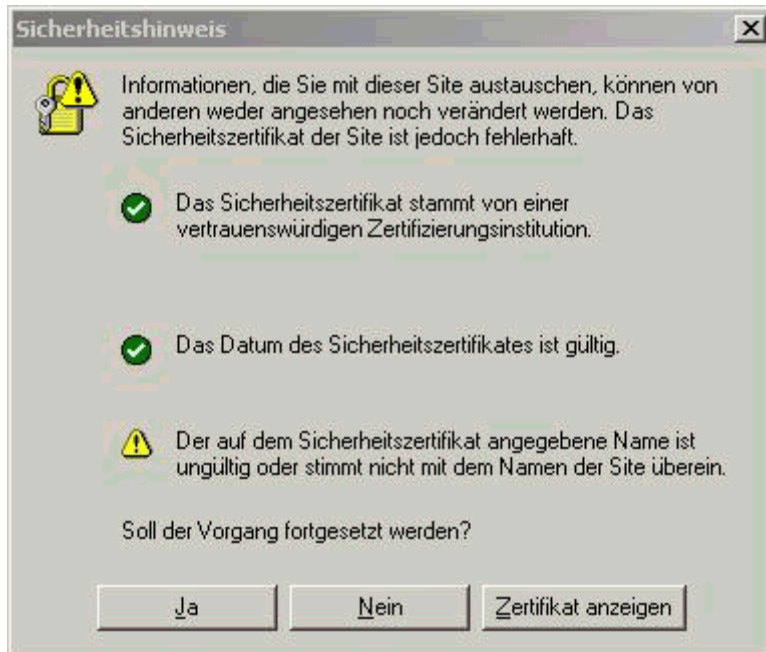 Sicherheitshinweis
Informationen, die Sie mit dieser Site austauschen, können von
anderen weder angesehen noch verändert werden. Das
Sicherheitszertifikat der Site ist jedoch fehlerhaft.
Das Sicherheitszertifikat stammt von einer
vertrauenswürdigen Zertifizierungsinstitution.
Das Datum des Sicherheitszertifikates ist gültig.
Der auf dem Sicherheitszertifikat angegebene Name ist
ungültig oder stimmt nicht mit dem Namen der Site überein.
Soll der Vorgang fortgesetzt werden?
Ja Nein Zertifikat anzeigen